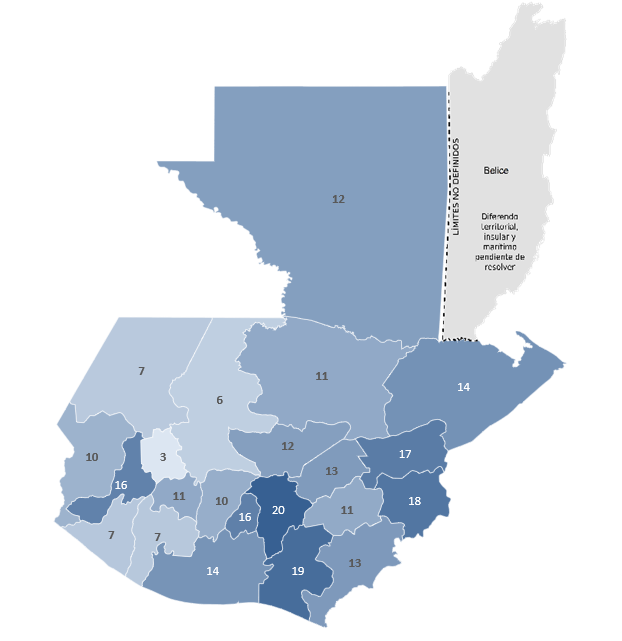 12
LÍMITES NO DEFINIDOS
Belice
Diferendo
territorial,
insular y
marítimo
pendiente de
resolver
7
6
11
14
10
16
3
12
13
17
11
10
16
20
11
18
7
7
14
19
13